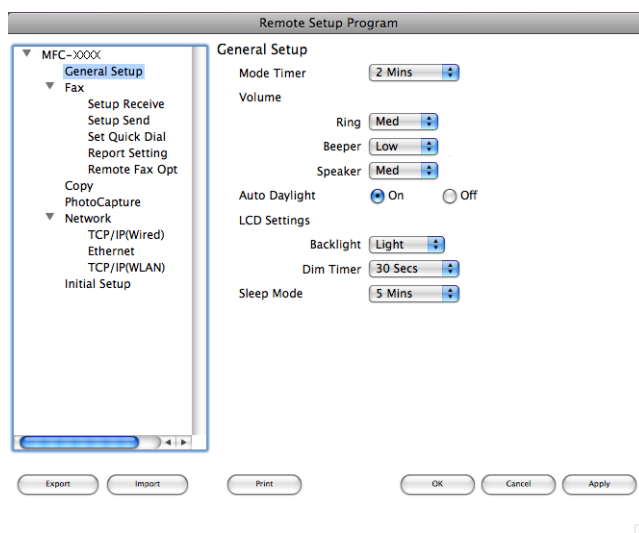 Remote Setup Program
MFC-XXXX
General Setup
Fax
Setup Receive
Setup Send
Set Quick Dial
Report Setting
Remote Fax Opt
Copy
PhotoCapture
Network
TCP/IP(Wired)
Ethernet
TCP/IP(WLAN)
Initial Setup
General Setup
Mode Timer 2 Mins
Volume
Ring Med
Beeper Low
Speaker Med
Auto Daylight On Off
LCD Settings
Backlight Light
Dim Timer 30 Secs
Sleep Mode 5 Mins
Export Import Print OK Cancel Apply